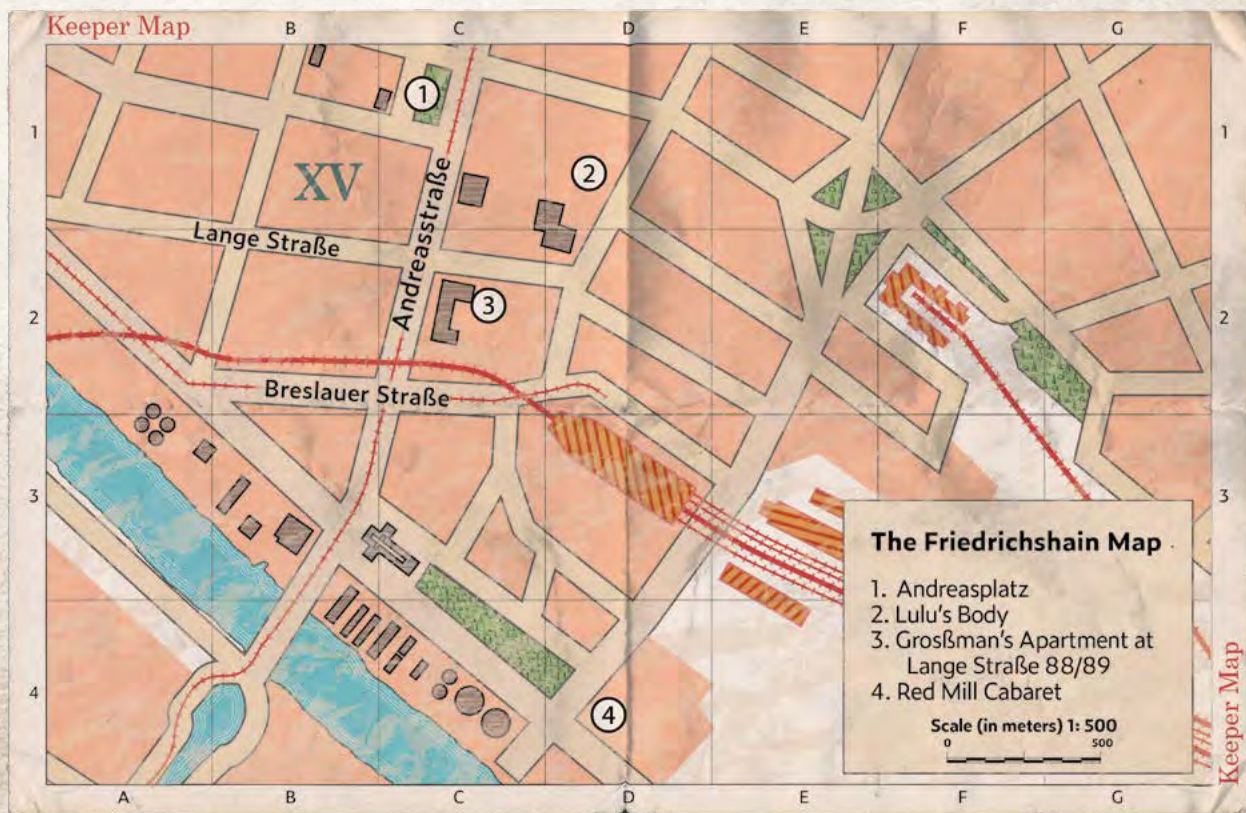 Keeper Map
A B C D E F G
1 1
XV
2
Lange Straße
Andreasstraße
3
2 2
Breslauer Straße
3 3
The Friedrichshain Map
1. Andreasplatz
2. Lulu's Body
3. Grosßman's Apartment at
Lange Straße 88/89
4. Red Mill Cabaret
Scale (in meters) 1: 500
0 500
4 4
1
4
Keeper Map
A B C D E F G